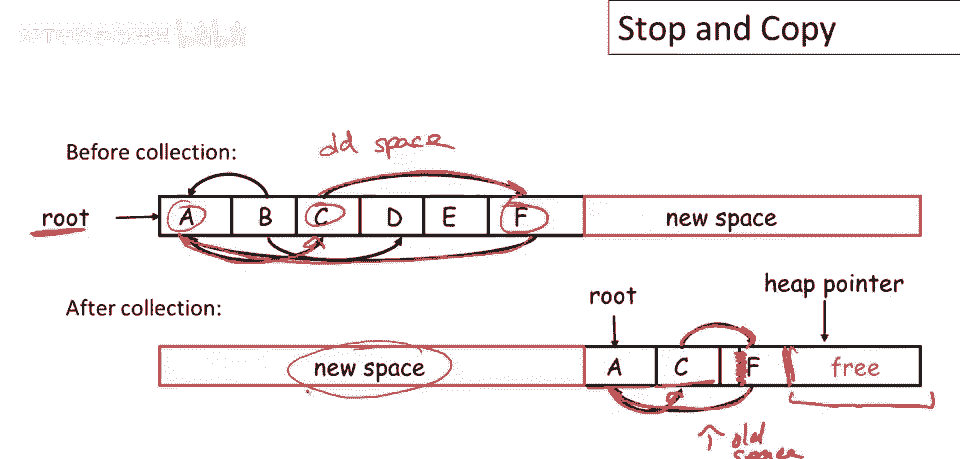 Stop and Copy
old space
Before collection:
root
A B C D E F new space
After collection:
root
heap pointer
new space A C F free
old
space